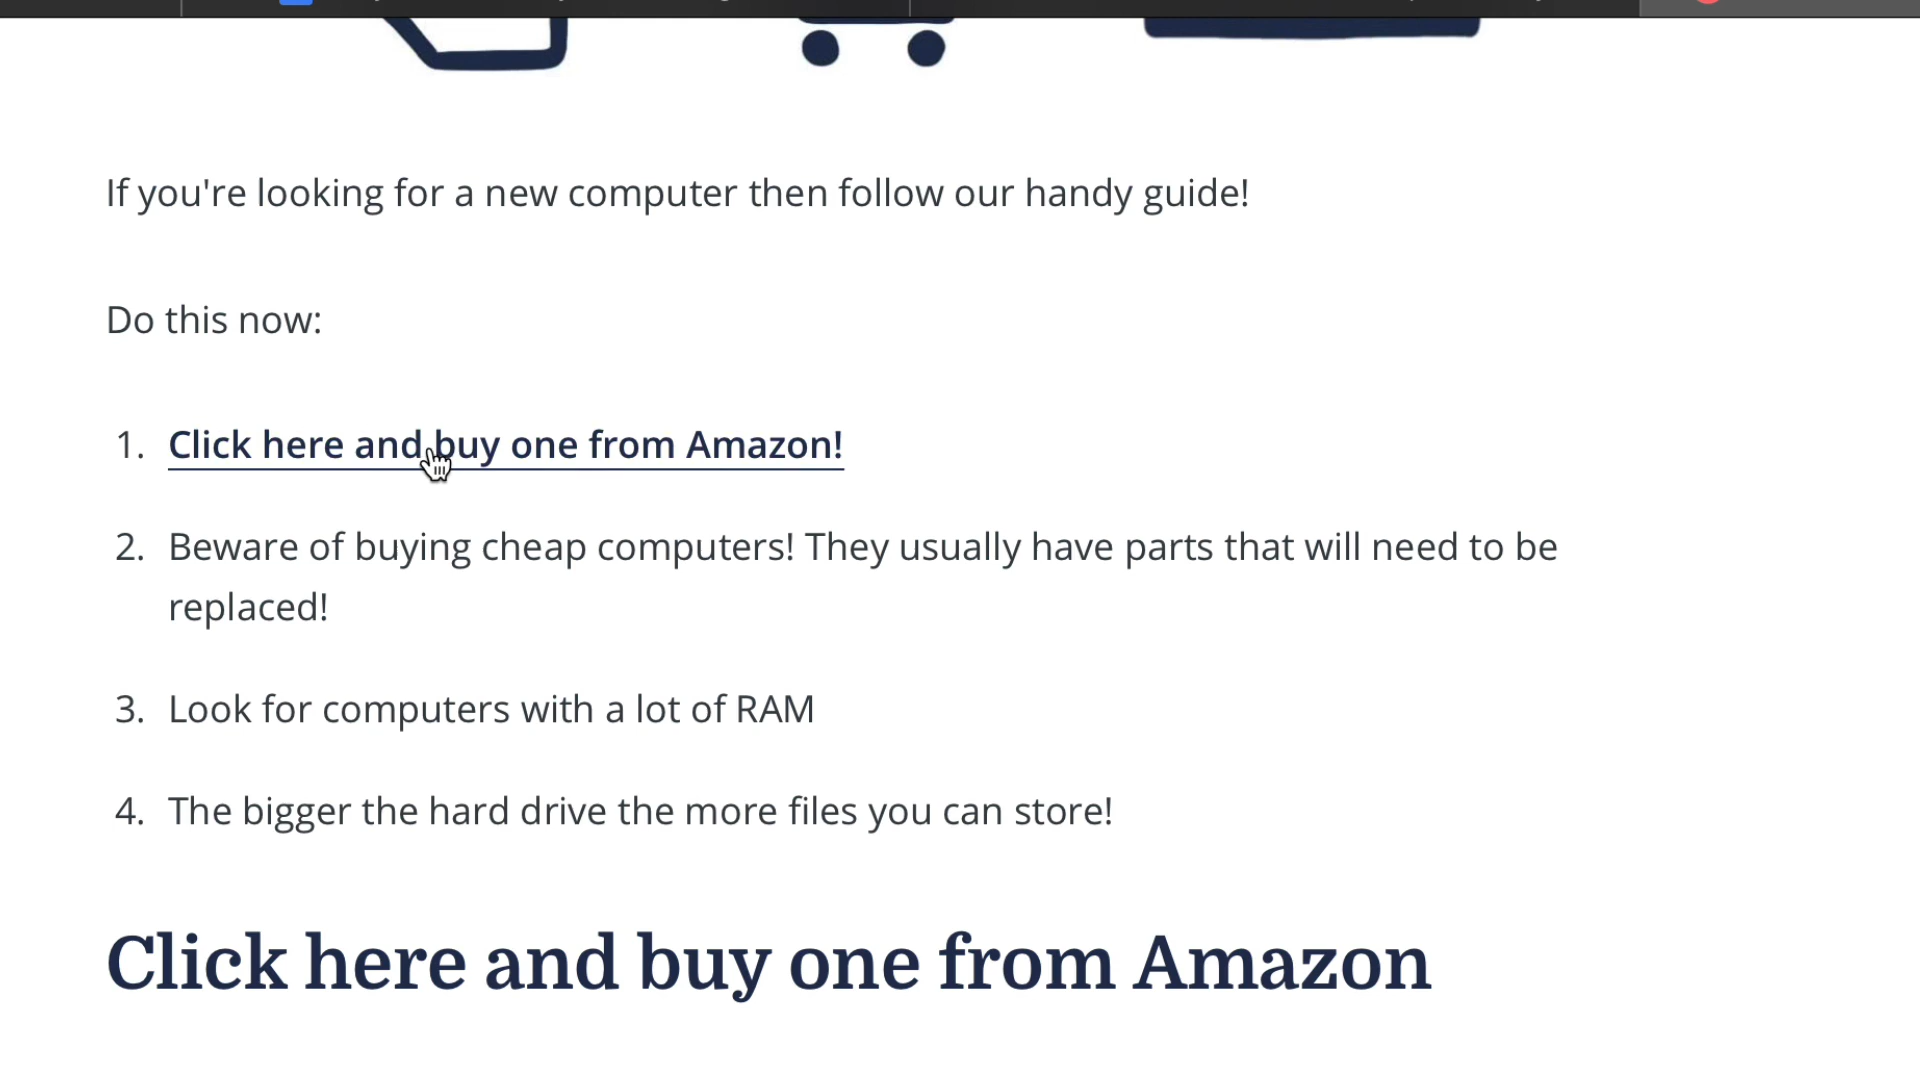 If you're looking for a new computer then follow our handy guide!
Do this now:
1. Click here and buy one from Amazon!
2. Beware of buying cheap computers! They usually have parts that will need to be
replaced!
3. Look for computers with a lot of RAM
4. The bigger the hard drive the more files you can store!
Click here and buy one from Amazon